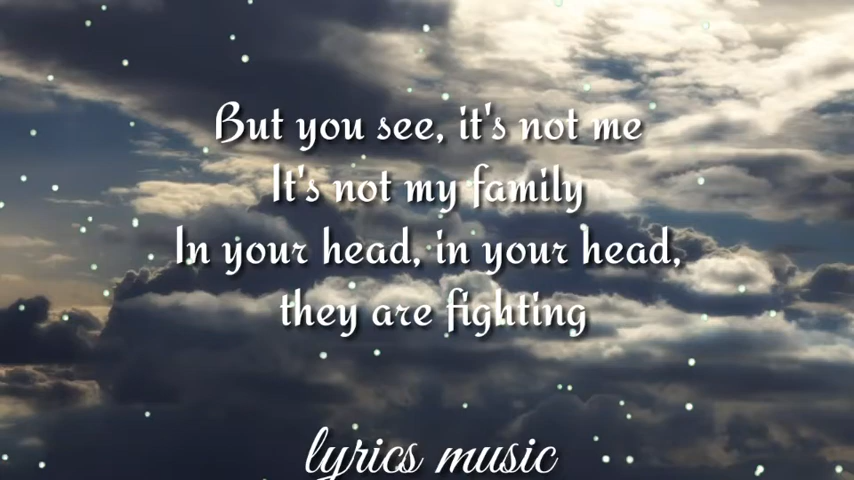 But you see, it's not me
It's not my family
In your head, in your head,
they are fighting
lyrics music